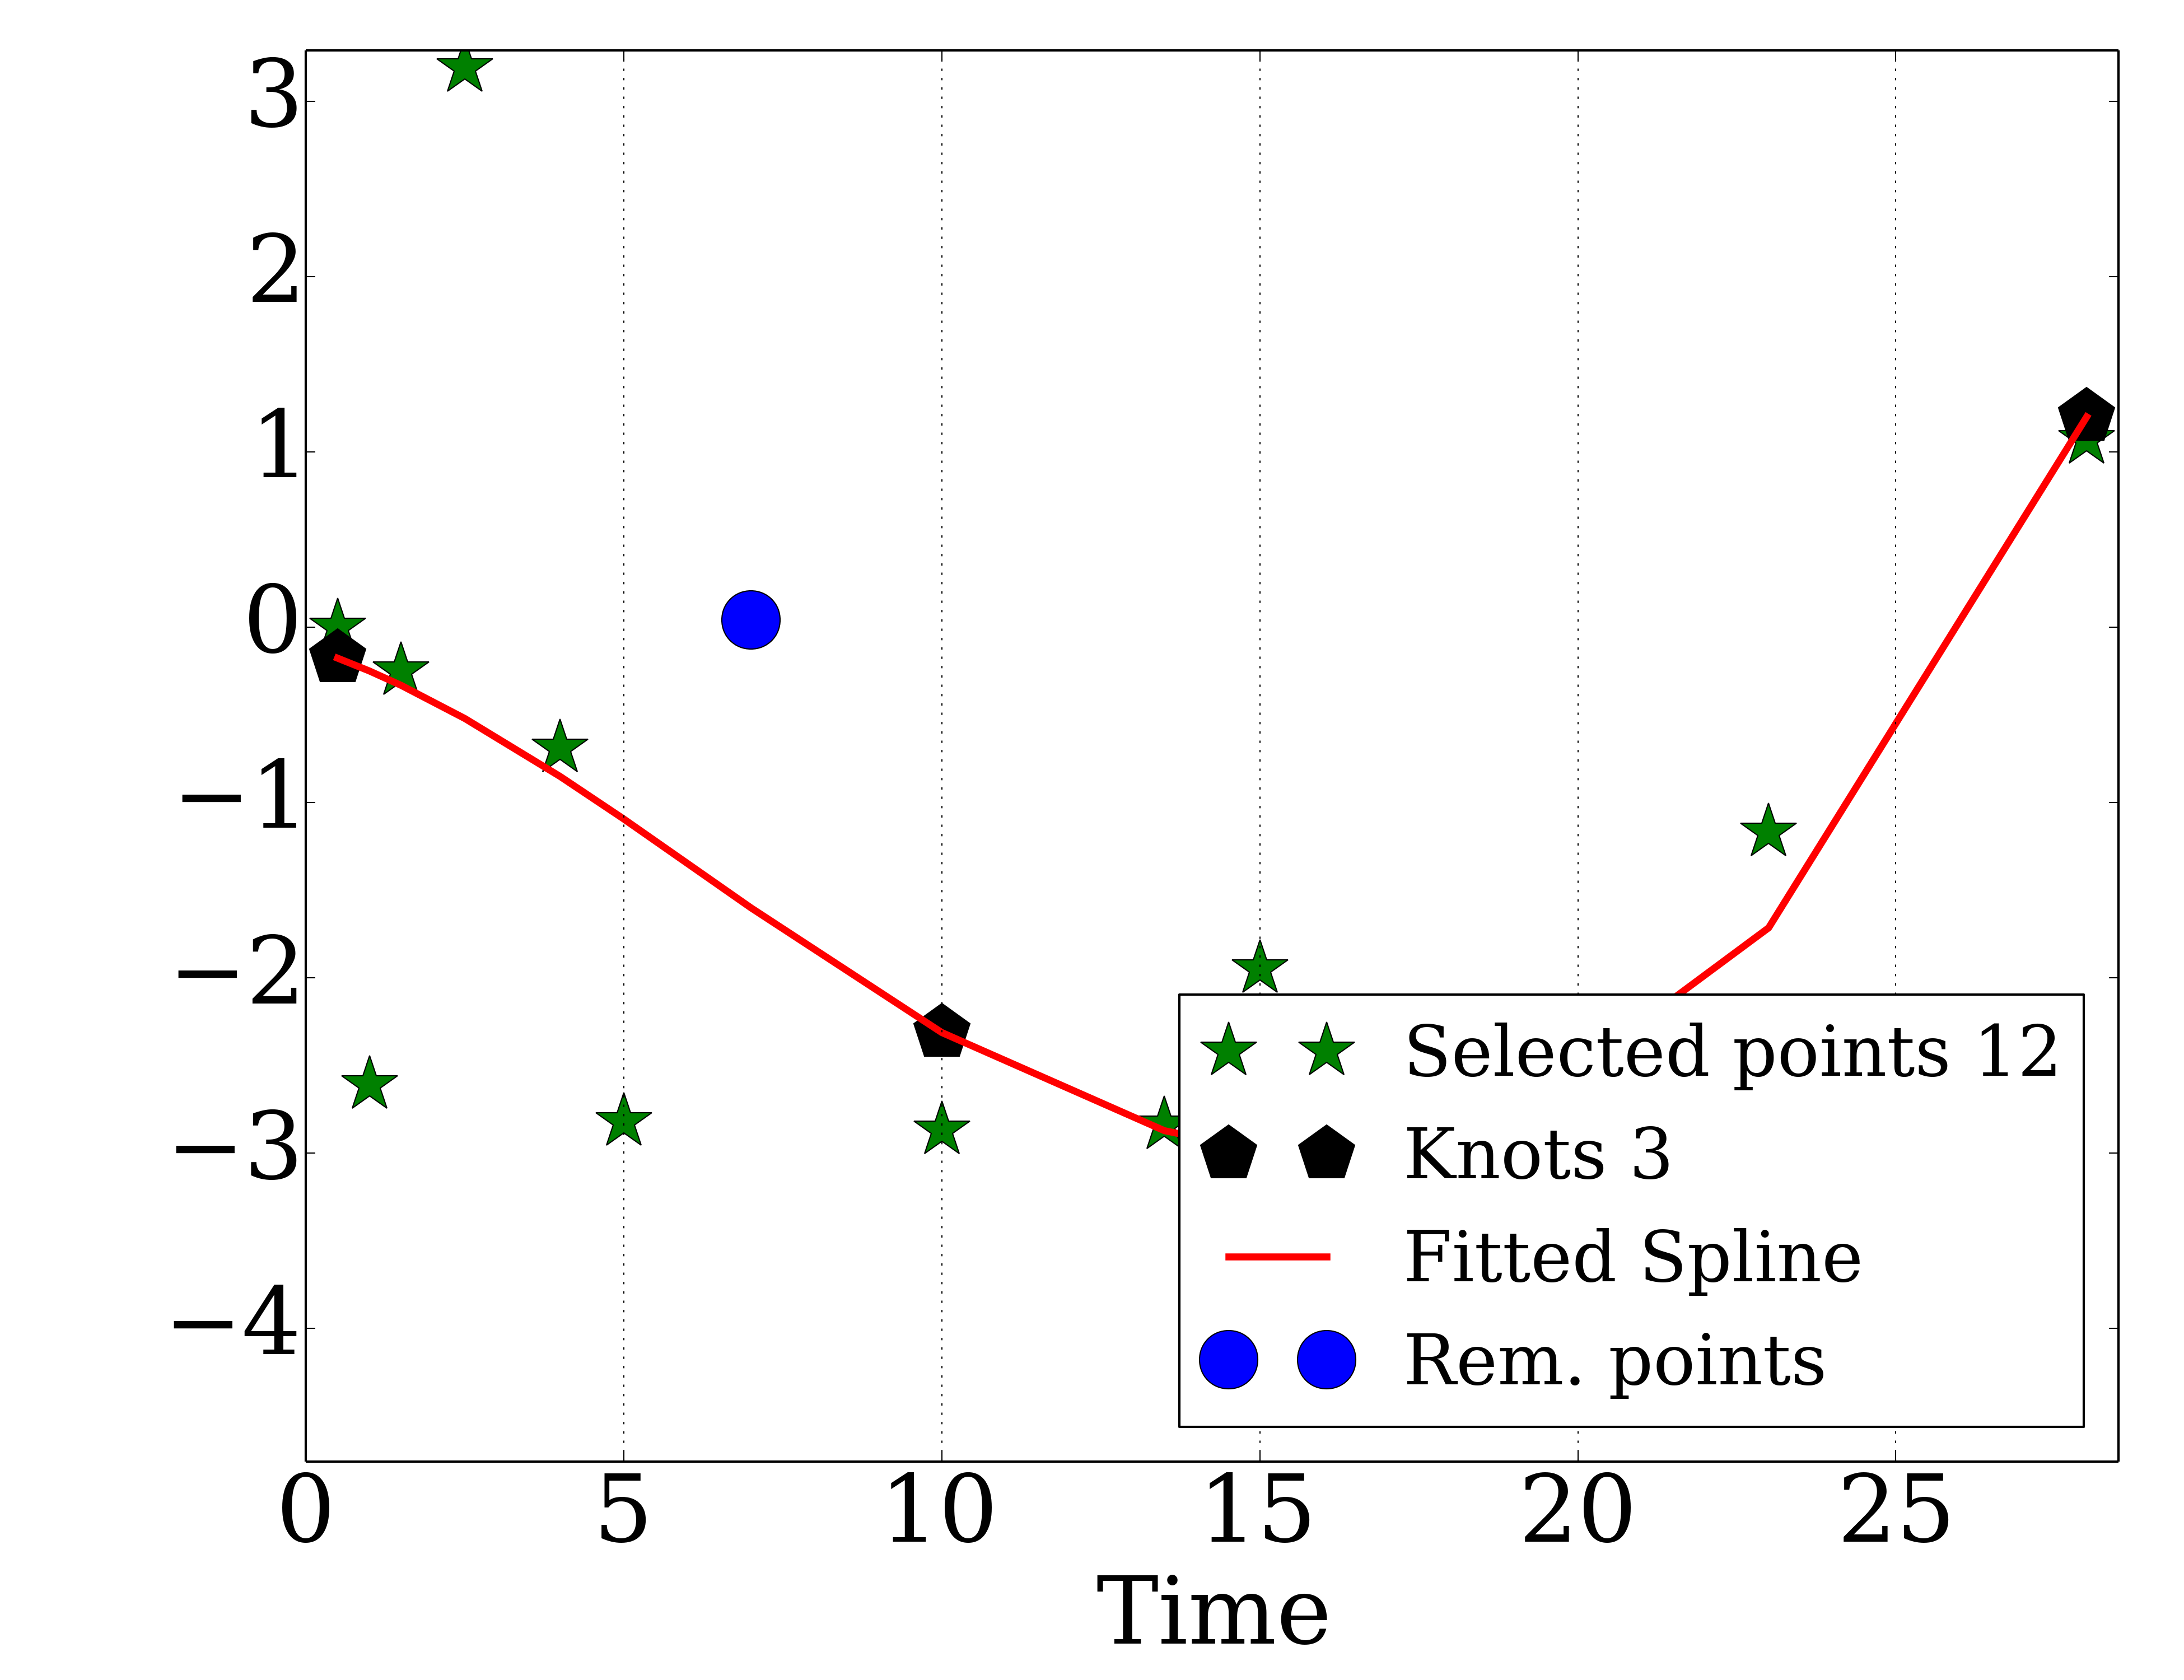 3
2
1
0
−1
−2
−3
−4
Selected points 12
Knots 3
Fitted Spline
Rem. points
0 5 10 15 20 25
Time